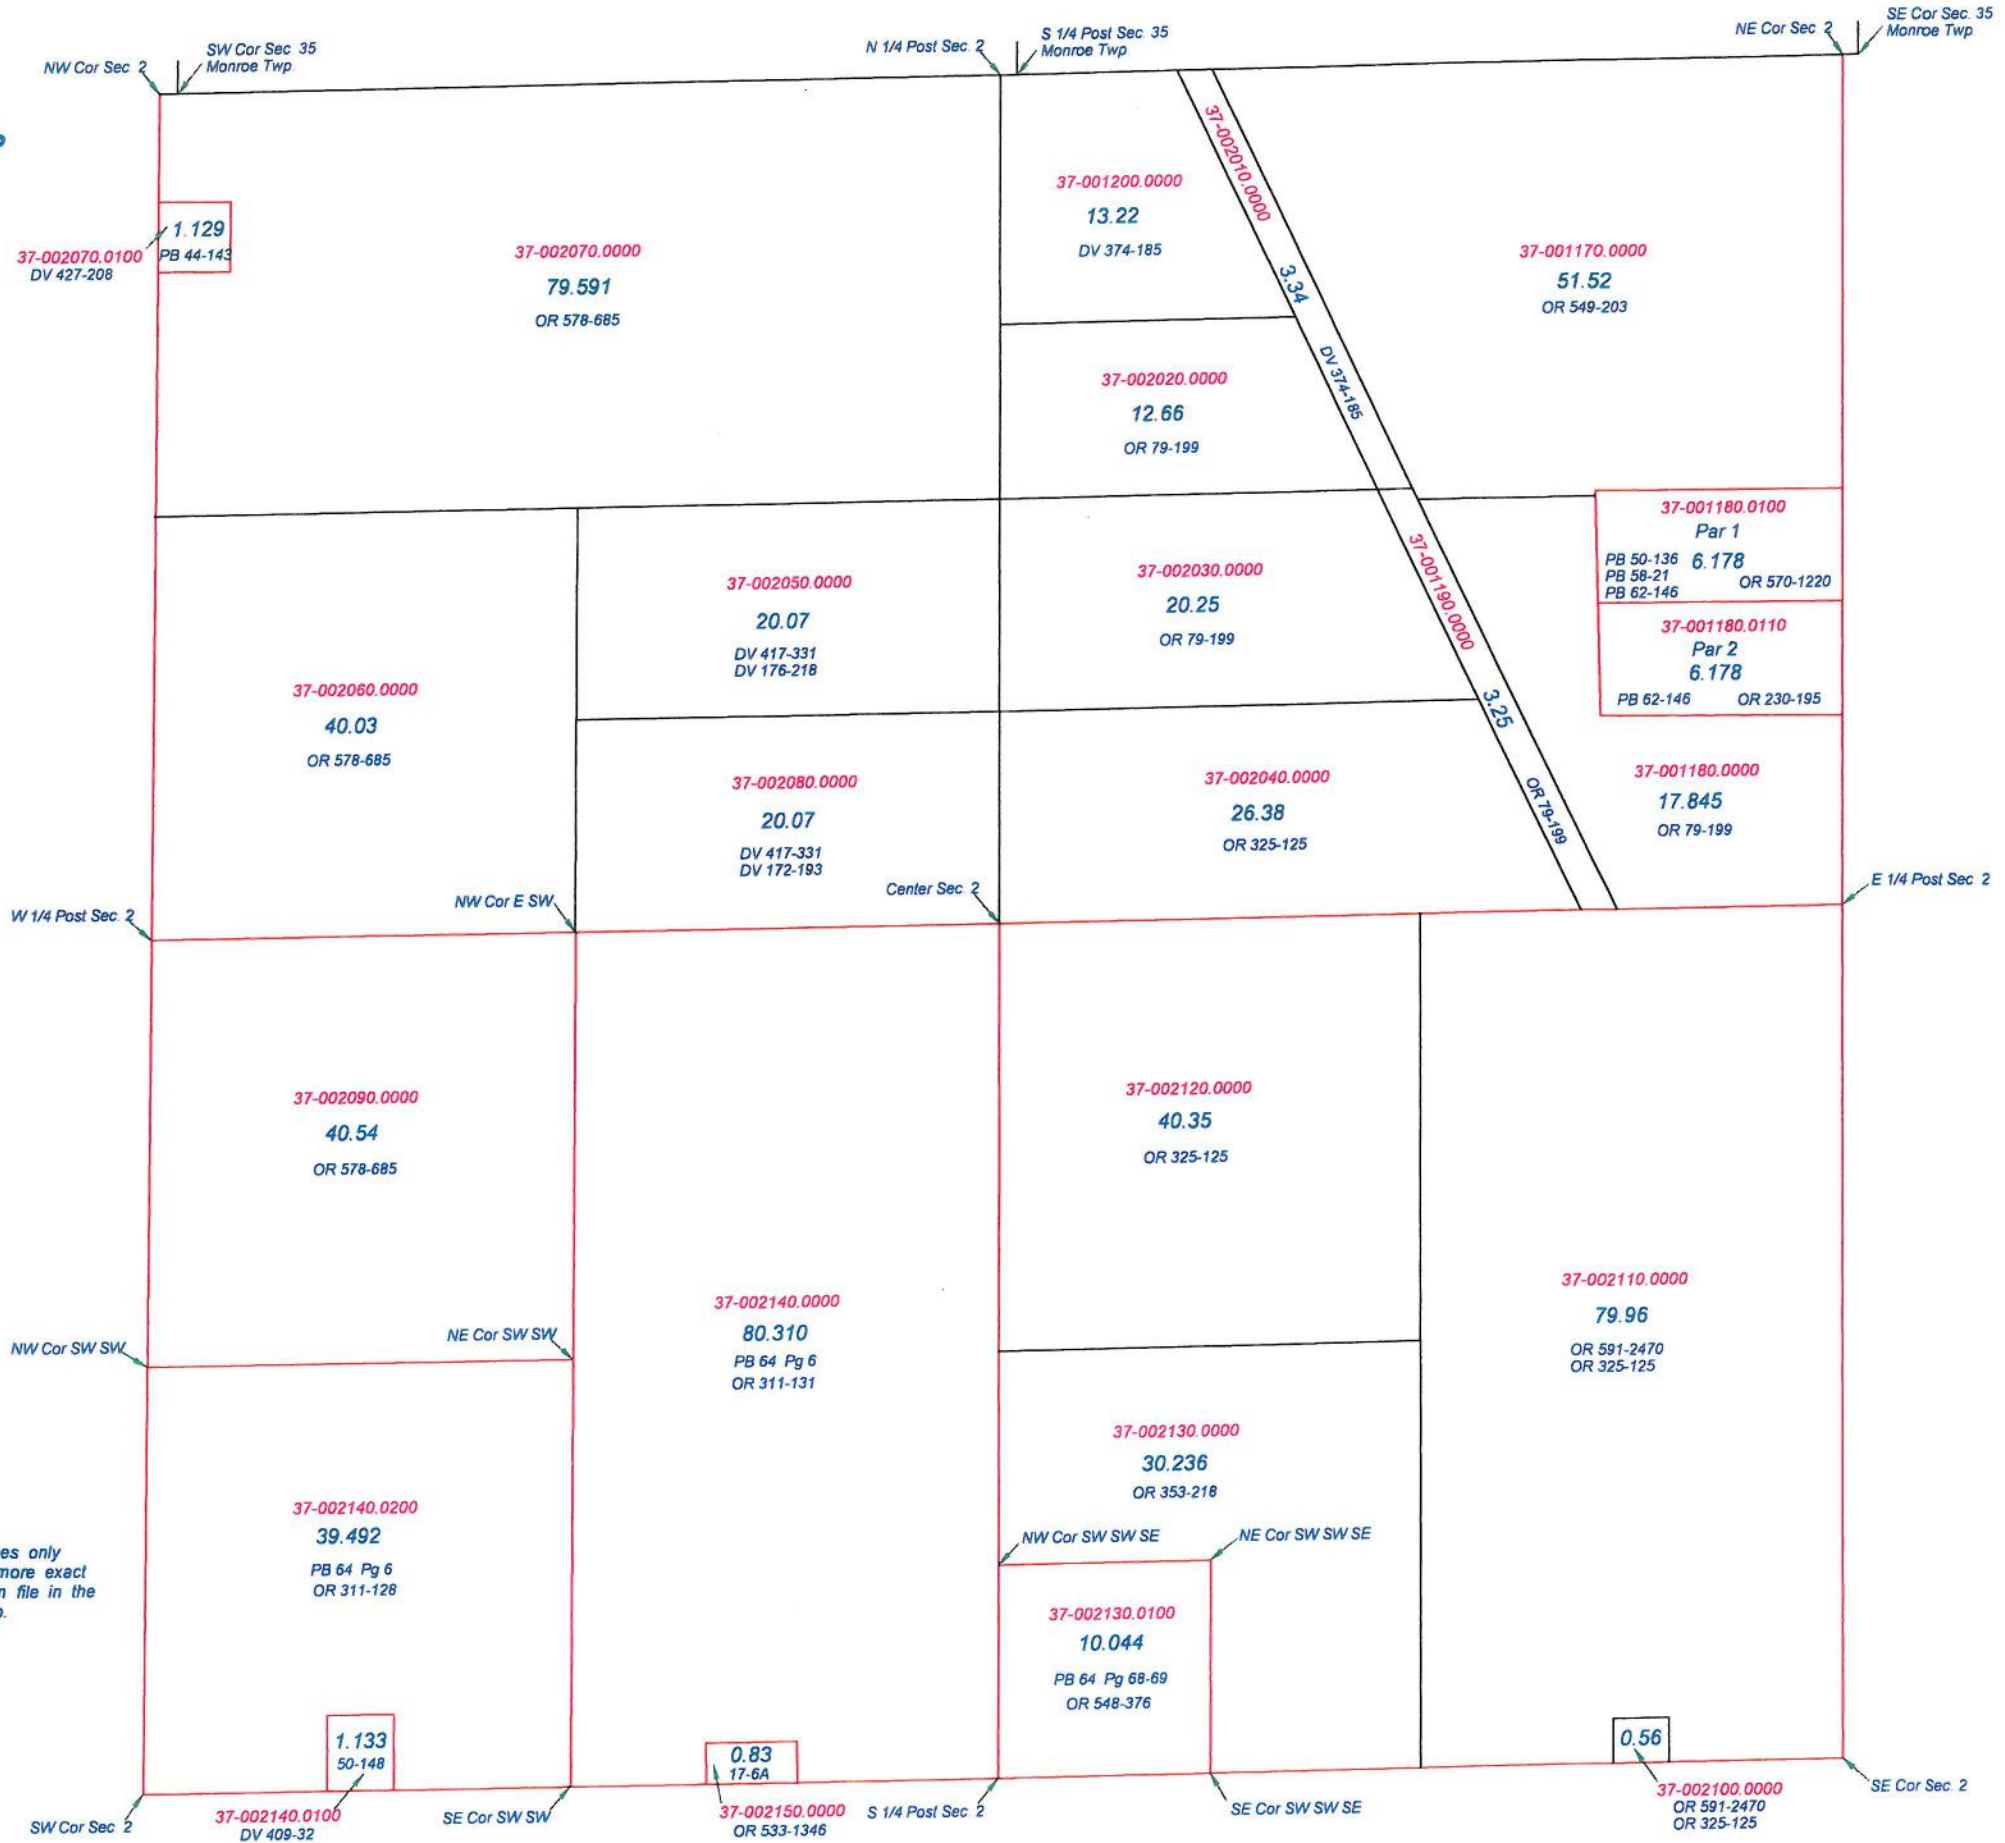 NW Cor Sec 2
SW Cor Sec 35
Monroe Twp
N 1/4 Post Sec. 2
S 1/4 Post Sec 35
Monroe Twp
NE Cor Sec 2
SE Cor Sec. 35
Monroe Twp
37-002070.0100
DV 427-208
1.129
PB 44-143
37-002070.0000
79.591
OR 578-685
37-001200.0000
13.22
DV 374-185
37-002010.0000
3.34
DV 374-185
37-001170.0000
51.52
OR 549-203
37-002020.0000
12.66
OR 79-199
37-001180.0100
Par 1
PB 50-136 6.178
PB 58-21 OR 570-1220
PB 62-146
37-001180.0110
Par 2
6.178
PB 62-146 OR 230-195
37-002060.0000
40.03
OR 578-685
37-002050.0000
20.07
DV 417-331
DV 176-218
37-002030.0000
20.25
OR 79-199
37-001190.0000
3.25
OR 79-199
37-002080.0000
20.07
DV 417-331
DV 172-193
37-002040.0000
26.38
OR 325-125
37-001180.0000
17.845
OR 79-199
W 1/4 Post Sec. 2
NW Cor E SW
Center Sec. 2
E 1/4 Post Sec 2
37-002090.0000
40.54
OR 578-685
37-002120.0000
40.35
OR 325-125
37-002140.0000
80.310
PB 64 Pg 6
OR 311-131
37-002110.0000
79.96
OR 591-2470
OR 325-125
NW Cor SW SW
NE Cor SW SW
37-002130.0000
30.236
OR 353-218
37-002140.0200
39.492
PB 64 Pg 6
OR 311-128
NW Cor SW SW SE
NE Cor SW SW SE
es only
more exact
n file in the
37-002130.0100
10.044
PB 64 Pg 68-69
OR 548-376
1.133
50-148
0.83
17-6A
0.56
SW Cor Sec 2
37-002140.0100
DV 409-32
SE Cor SW SW
37-002150.0000
OR 533-1346
S 1/4 Post Sec. 2
SE Cor SW SW SE
37-002100.0000
OR 591-2470
OR 325-125
SE Cor Sec. 2